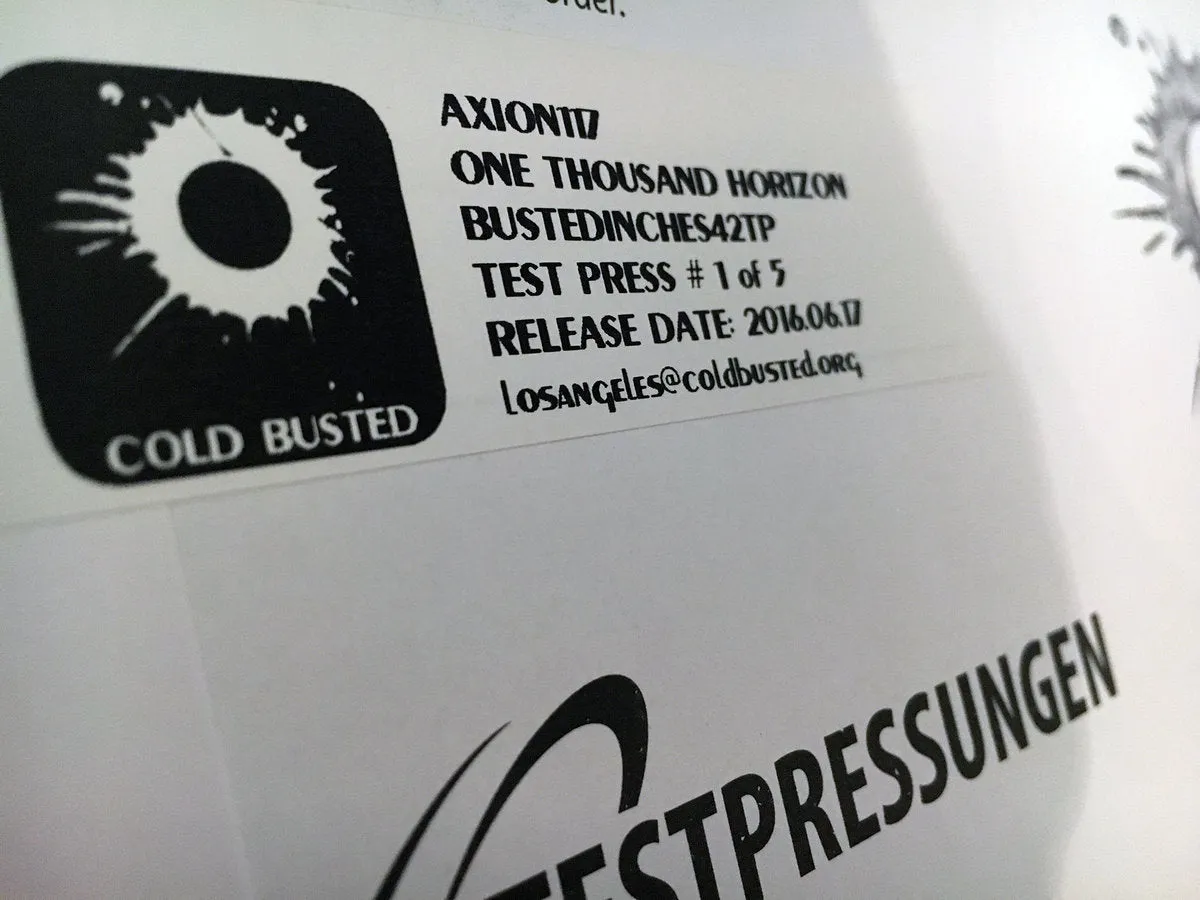 order.
AXION117
ONE THOUSAND HORIZON
BUSTEDINCHES42TP
TEST PRESS # 1 of 5
RELEASE DATE: 2016.06.17
losangeles@coldbusted.org
COLD BUSTED
TESTPRESSUNGEN